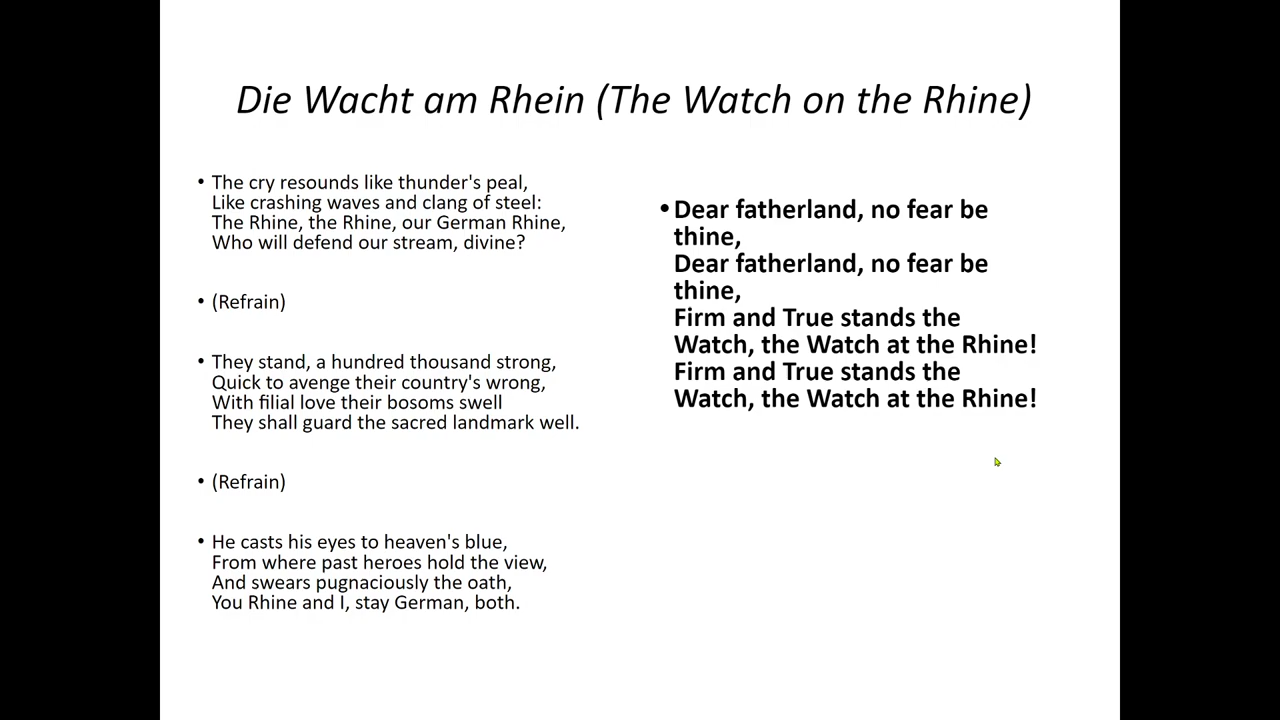 Die Wacht am Rhein (The Watch on the Rhine)
• The cry resounds like thunder's peal,
Like crashing waves and clang of steel:
The Rhine, the Rhine, our German Rhine,
Who will defend our stream, divine?
• (Refrain)
• They stand, a hundred thousand strong,
Quick to avenge their country's wrong,
With filial love their bosoms swell
They shall guard the sacred landmark well.
• (Refrain)
• He casts his eyes to heaven's blue,
From where past heroes hold the view,
And swears pugnaciously the oath,
You Rhine and I, stay German, both.
• Dear fatherland, no fear be
thine,
Dear fatherland, no fear be
thine,
Firm and True stands the
Watch, the Watch at the Rhine!
Firm and True stands the
Watch, the Watch at the Rhine!